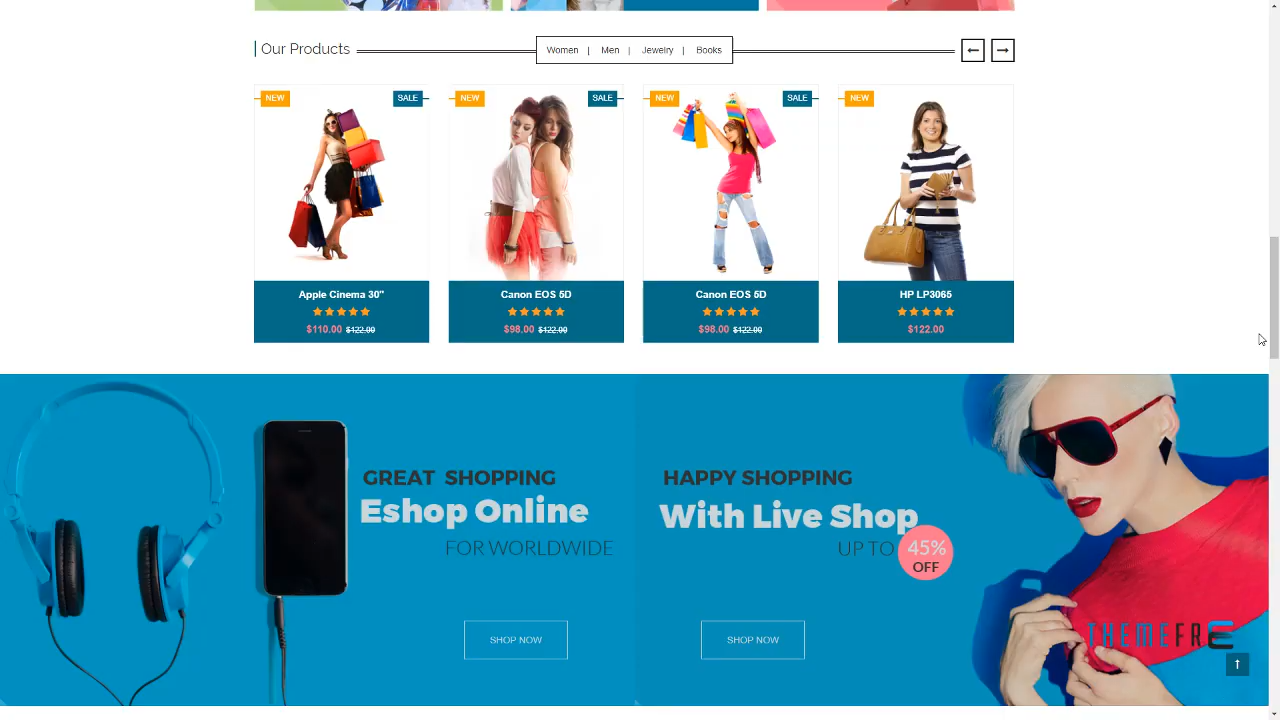 Our Products
Women | Men | Jewelry | Books
← →
NEW SALE
NEW SALE
NEW SALE
NEW
Apple Cinema 30"
$110.00 $122.00
Canon EOS 5D
$98.00 $122.00
Canon EOS 5D
$98.00 $122.00
HP LP3065
$122.00
GREAT SHOPPING
Eshop Online
FOR WORLDWIDE
SHOP NOW
HAPPY SHOPPING
With Live Shop
UP TO 45%
OFF
SHOP NOW
THEMEFRE